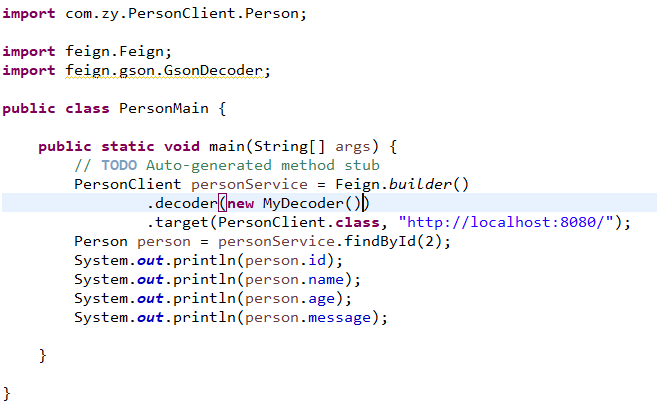 import com.zy.PersonClient.Person;
import feign.Feign;
import feign.gson.GsonDecoder;
public class PersonMain {
public static void main(String[] args) {
// TODO Auto-generated method stub
PersonClient personService = Feign.builder()
.decoder(new MyDecoder())
.target(PersonClient.class, "http://localhost:8080/");
Person person = personService.findById(2);
System.out.println(person.id);
System.out.println(person.name);
System.out.println(person.age);
System.out.println(person.message);
}
}